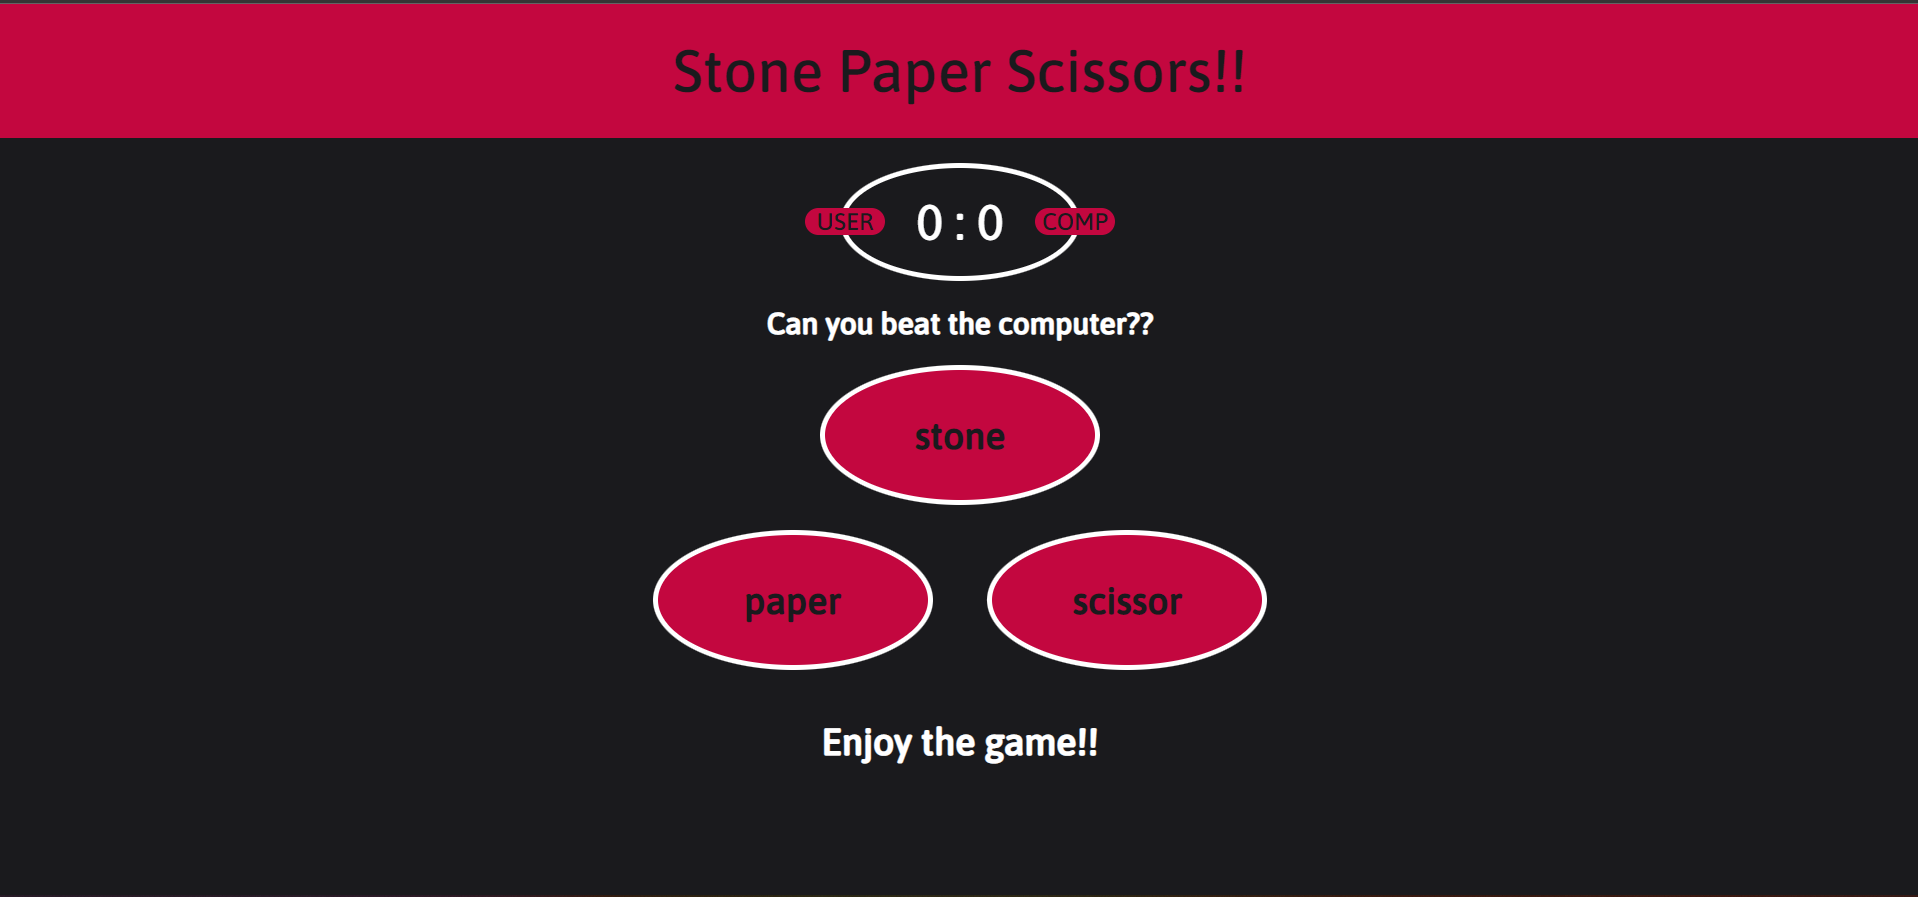 Stone Paper Scissors!!
USER 0 : 0 COMP
Can you beat the computer??
stone
paper scissor
Enjoy the game!!